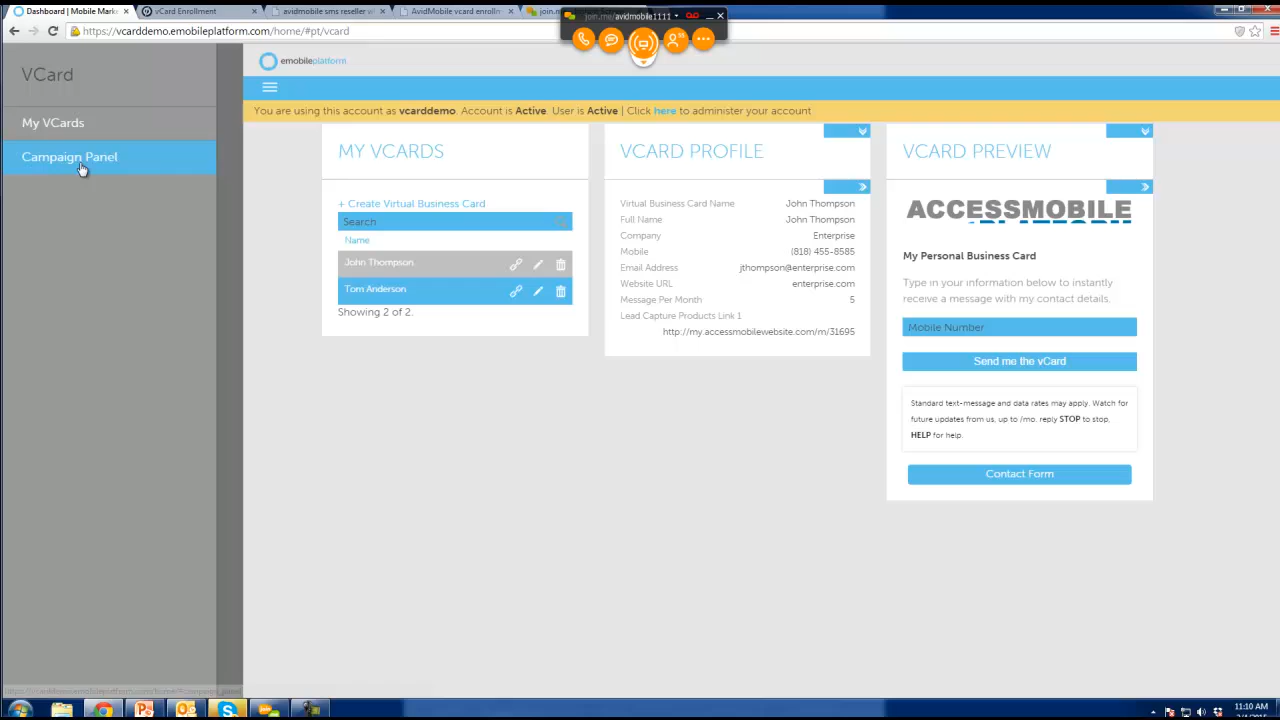 Dashboard | Mobile Mark
vCard Enrollment
avidmobile sms reseller w
AvidMobile vcard enrolln
join.m
join.me/avidmobile1111
https://vcarddemo.emobileplatform.com/home/#pt/vcard
VCard
My VCards
Campaign Panel
emobileplatform
You are using this account as vcarddemo. Account is Active User is Active | Click here to administer your account
MY VCARDS
+ Create Virtual Business Card
Search
Name
John Thompson
Tom Anderson
Showing 2 of 2.
VCARD PROFILE
Virtual Business Card Name John Thompson
Full Name John Thompson
Company Enterprise
Mobile (818) 455-8585
Email Address jthompson@enterprise.com
Website URL enterprise.com
Message Per Month 5
Lead Capture Products Link 1
http://my.accessmobilewebsite.com/m/31695
VCARD PREVIEW
ACCESSMOBILE
My Personal Business Card
Type in your information below to instantly
receive a message with my contact details.
Mobile Number
Send me the vCard
Standard text-message and data rates may apply. Watch for
future updates from us, up to /mo. reply STOP to stop,
HELP for help.
Contact Form
11:10 AM